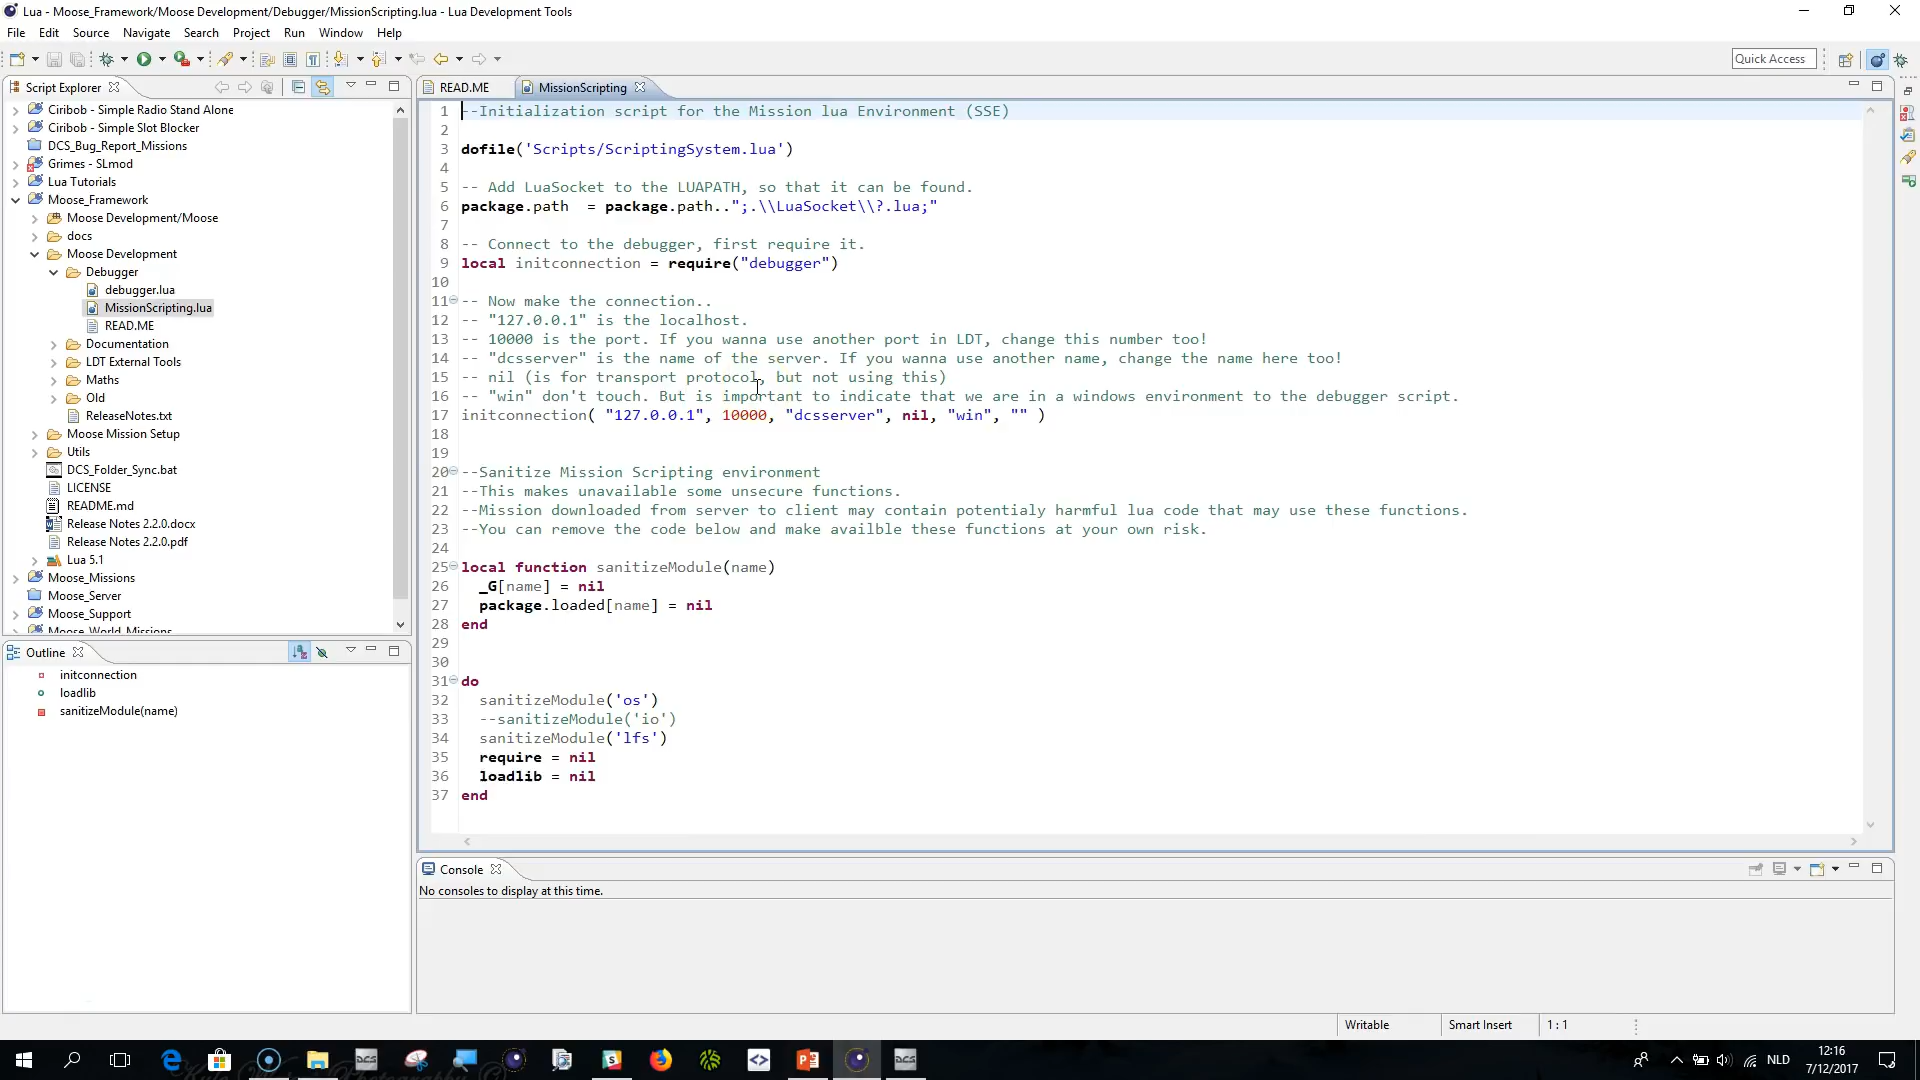 Lua - Moose_Framework/Moose Development/Debugger/MissionScripting.lua - Lua Development Tools
File Edit Source Navigate Search Project Run Window Help
Quick Access
Script Explorer
Ciribob - Simple Radio Stand Alone
Ciribob - Simple Slot Blocker
DCS_Bug_Report_Missions
Grimes - SLmod
Lua Tutorials
Moose_Framework
Moose Development/Moose
docs
Moose Development
Debugger
debugger.lua
MissionScripting.lua
READ.ME
Documentation
LDT External Tools
Maths
Old
ReleaseNotes.txt
Moose Mission Setup
Utils
DCS_Folder_Sync.bat
LICENSE
README.md
Release Notes 2.2.0.docx
Release Notes 2.2.0.pdf
Lua 5.1
Moose_Missions
Moose_Server
Moose_Support
Moose_World_Missions
Outline
initconnection
loadlib
sanitizeModule(name)
READ.ME MissionScripting
1 --Initialization script for the Mission lua Environment (SSE)
2
3 dofile('Scripts/ScriptingSystem.lua')
4
5 -- Add LuaSocket to the LUAPATH, so that it can be found.
6 package.path  = package.path..";.\\LuaSocket\\?.lua;"
7
8 -- Connect to the debugger, first require it.
9 local initconnection = require("debugger")
10
11 -- Now make the connection..
12 -- "127.0.0.1" is the localhost.
13 -- 10000 is the port. If you wanna use another port in LDT, change this number too!
14 -- "dcsserver" is the name of the server. If you wanna use another name, change the name here too!
15 -- nil (is for transport protocol, but not using this)
16 -- "win" don't touch. But is important to indicate that we are in a windows environment to the debugger script.
17 initconnection( "127.0.0.1", 10000, "dcsserver", nil, "win", "" )
18
19
20 --Sanitize Mission Scripting environment
21 --This makes unavailable some unsecure functions.
22 --Mission downloaded from server to client may contain potentialy harmful lua code that may use these functions.
23 --You can remove the code below and make availble these functions at your own risk.
24
25 local function sanitizeModule(name)
26   _G[name] = nil
27   package.loaded[name] = nil
28 end
29
30
31 do
32   sanitizeModule('os')
33   --sanitizeModule('io')
34   sanitizeModule('lfs')
35   require = nil
36   loadlib = nil
37 end
Console
No consoles to display at this time.
Writable Smart Insert 1 : 1
DCS DCS NLD 12:16
7/12/2017